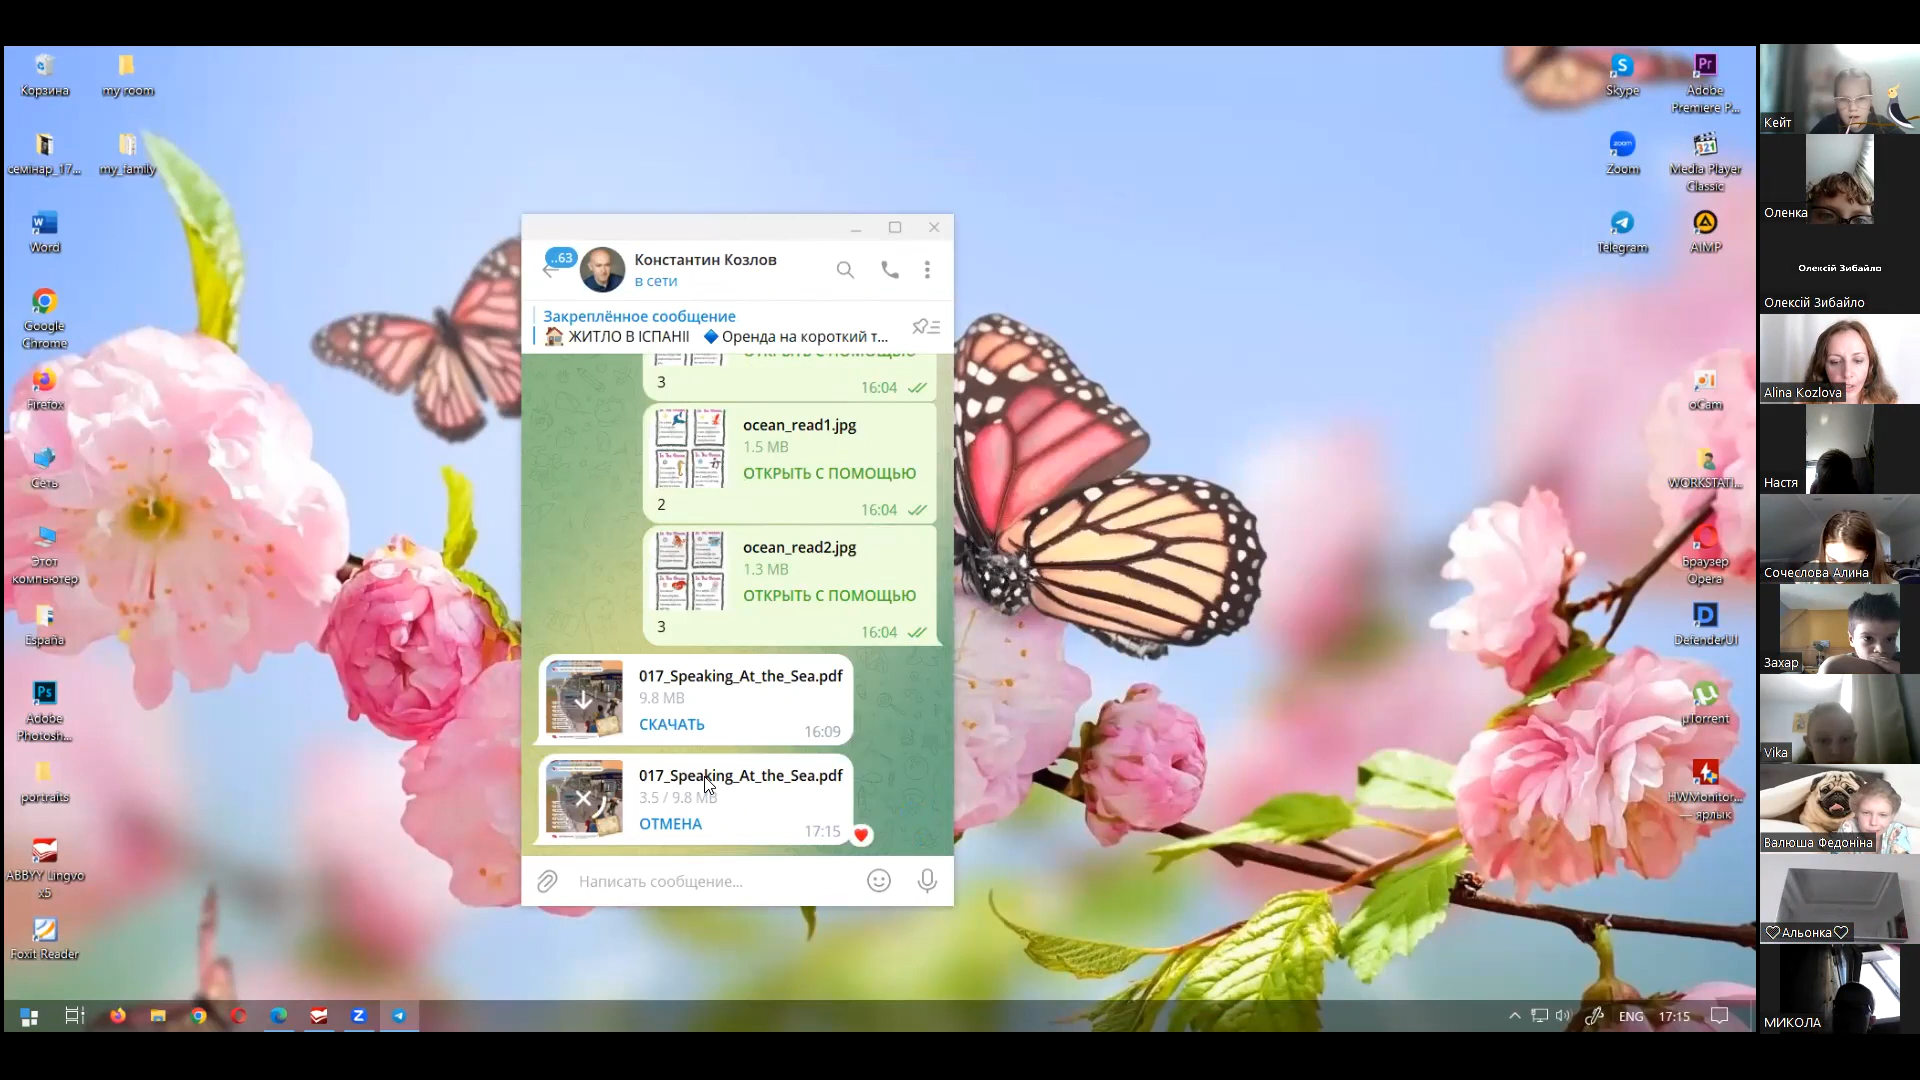 Корзина
my room
семінар_17...
my_family
Word
Google
Chrome
Firefox
Сеть
Этот
компьютер
España
Adobe
Photosh...
portraits
ABBYY Lingvo
x5
Foxit Reader
..63
Константин Козлов
в сети
Закреплённое сообщение
ЖИТЛО В ІСПАНІІ Оренда на короткий т...
ОТКРЫТЬ С ПОМОЩЬЮ
3
16:04
ocean_read1.jpg
1.5 MB
ОТКРЫТЬ С ПОМОЩЬЮ
2
16:04
ocean_read2.jpg
1.3 MB
ОТКРЫТЬ С ПОМОЩЬЮ
3
16:04
017_Speaking_At_the_Sea.pdf
9.8 MB
СКАЧАТЬ
16:09
017_Speaking_At_the_Sea.pdf
3.5 / 9.8 MB
ОТМЕНА
17:15
Написать сообщение...
Skype
Adobe
Premiere P...
Zoom
Media Player
Classic
Telegram
AIMP
oCam
WORKSTATI...
Браузер
Opera
DefenderUI
µTorrent
HWMonitor...
— ярлык
ENG
17:15
Кейт
Оленка
Олексій Зибайло
Олексій Зибайло
Alina Kozlova
Настя
Сочеслова Алина
Захар
Vika
Валюша Федоніна
♡Альонка♡
МИКОЛА